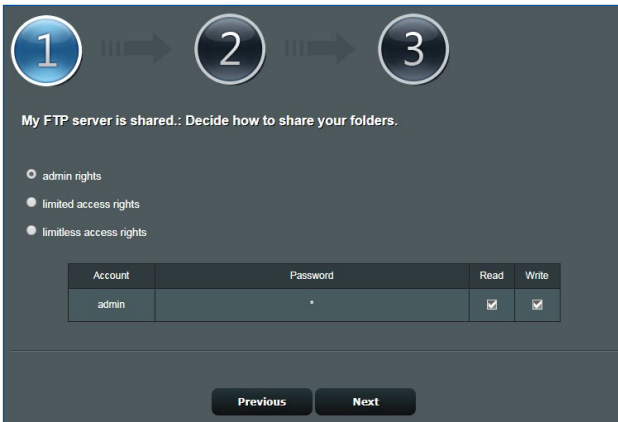 1 2 3
My FTP server is shared.: Decide how to share your folders.
admin rights
limited access rights
limitless access rights
Account Password Read Write
admin *
Previous Next